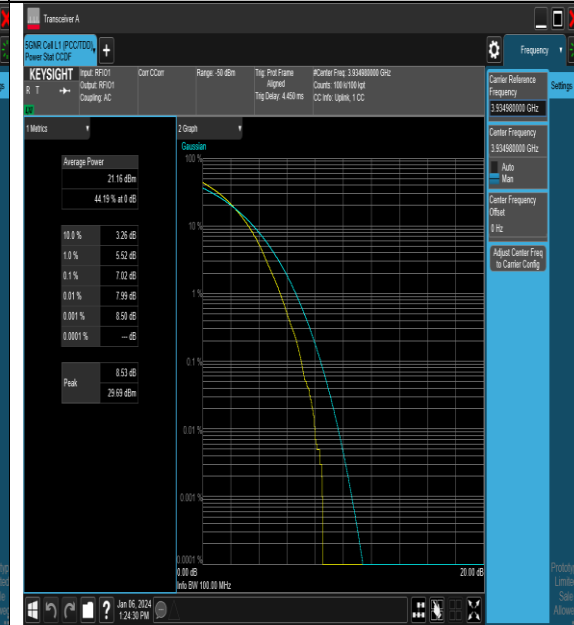 Transceiver A
5GNR Cell L1 (PCC/TDD),
Power Stat CCDF
Frequency
KEYSIGHT
R T
Input: RFIO1
Output: RFIO1
Coupling: AC
Corr CCorr
Range: -50 dBm
Trig: Prot Frame
Aligned
Trig Delay: 4.450 ms
#Center Freq: 3.934980000 GHz
Counts: 100 k/100 kpt
CC Info: Uplink, 1 CC
Carrier Reference
Frequency
3.934980000 GHz
Settings
Center Frequency
3.934980000 GHz
Auto
Man
Center Frequency
Offset
0 Hz
Adjust Center Freq
to Carrier Config
1 Metrics
Average Power
21.16 dBm
44.19 % at 0 dB
10.0 % 3.26 dB
1.0 % 5.52 dB
0.1 % 7.02 dB
0.01 % 7.99 dB
0.001 % 8.50 dB
0.0001 % --- dB
Peak
8.53 dB
29.69 dBm
2 Graph
Gaussian
100 %
10 %
1 %
0.1 %
0.01 %
0.001 %
0.0001 %
0.00 dB
20.00 dB
Info BW 100.00 MHz
Jan 06, 2024
1:24:30 PM